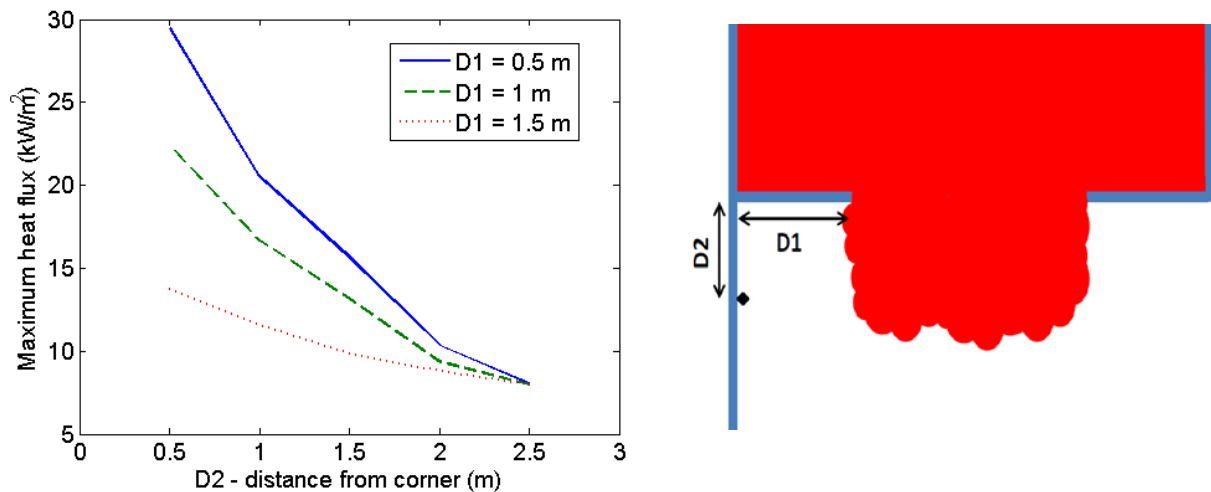 30
25
20
15
10
5
0
0.5
1
1.5
2
2.5
3
Maximum heat flux (kW/m²)
D2 - distance from corner (m)
D1 = 0.5 m
D1 = 1 m
D1 = 1.5 m
D1
D2